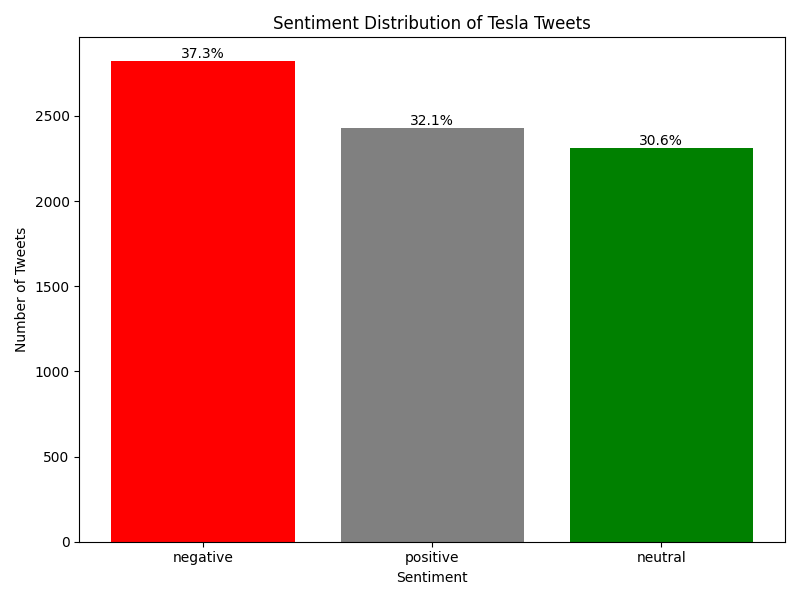 Sentiment Distribution of Tesla Tweets
37.3%
32.1%
30.6%
Number of Tweets
2500
2000
1500
1000
500
0
negative
positive
neutral
Sentiment